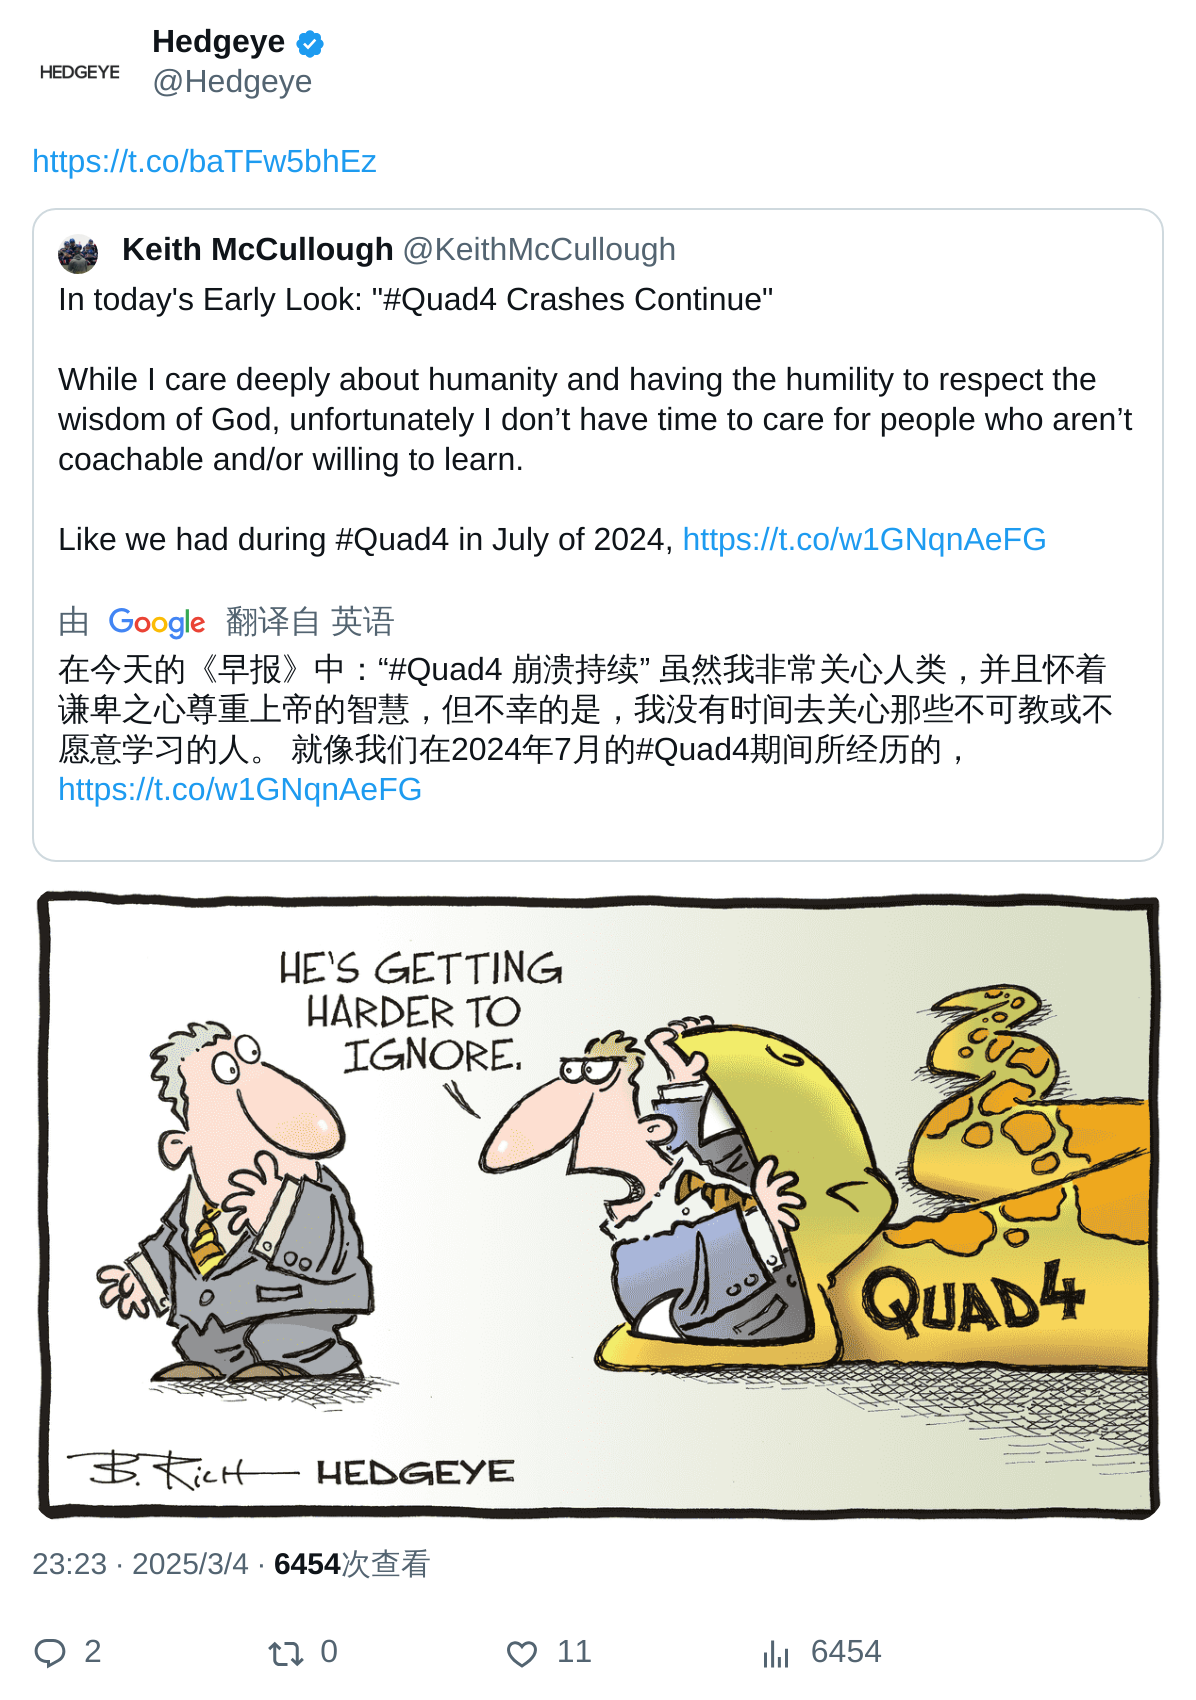 Hedgeye
HEDGEYE
@Hedgeye
https://t.co/baTFw5bhEz
Keith McCullough @KeithMcCullough
In today's Early Look: "#Quad4 Crashes Continue"
While I care deeply about humanity and having the humility to respect the
wisdom of God, unfortunately I don’t have time to care for people who aren’t
coachable and/or willing to learn.
Like we had during #Quad4 in July of 2024, https://t.co/w1GNqnAeFG
由 Google 翻译自 英语
在今天的《早报》中：“#Quad4 崩溃持续” 虽然我非常关心人类，并且怀着
谦卑之心尊重上帝的智慧，但不幸的是，我没有时间去关心那些不可教或不
愿意学习的人。 就像我们在2024年7月的#Quad4期间所经历的，
https://t.co/w1GNqnAeFG
HE'S GETTING
HARDER TO
IGNORE.
QUAD4
B. RICH HEDGEYE
23:23 · 2025/3/4 · 6454次查看
2 0 11 6454